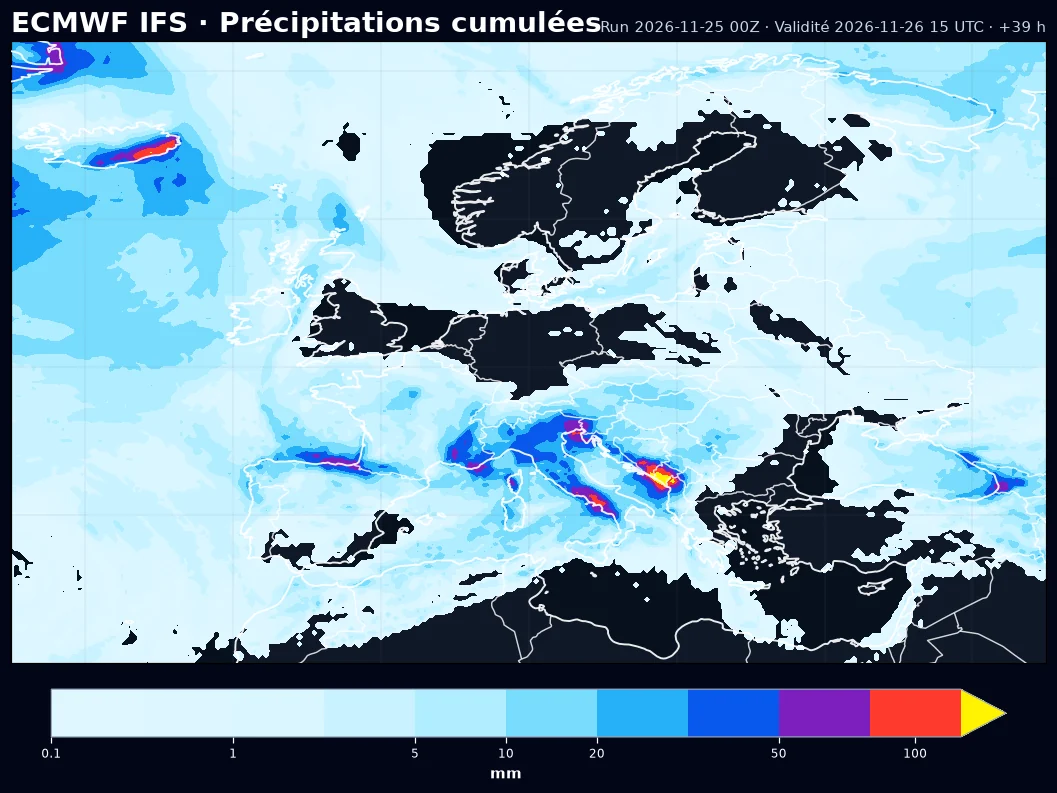 ECMWF IFS · Précipitations cumulées
Run 2026-11-25 00Z · Validité 2026-11-26 15 UTC · +39 h
0.1 1 5 10 20 50 100
mm